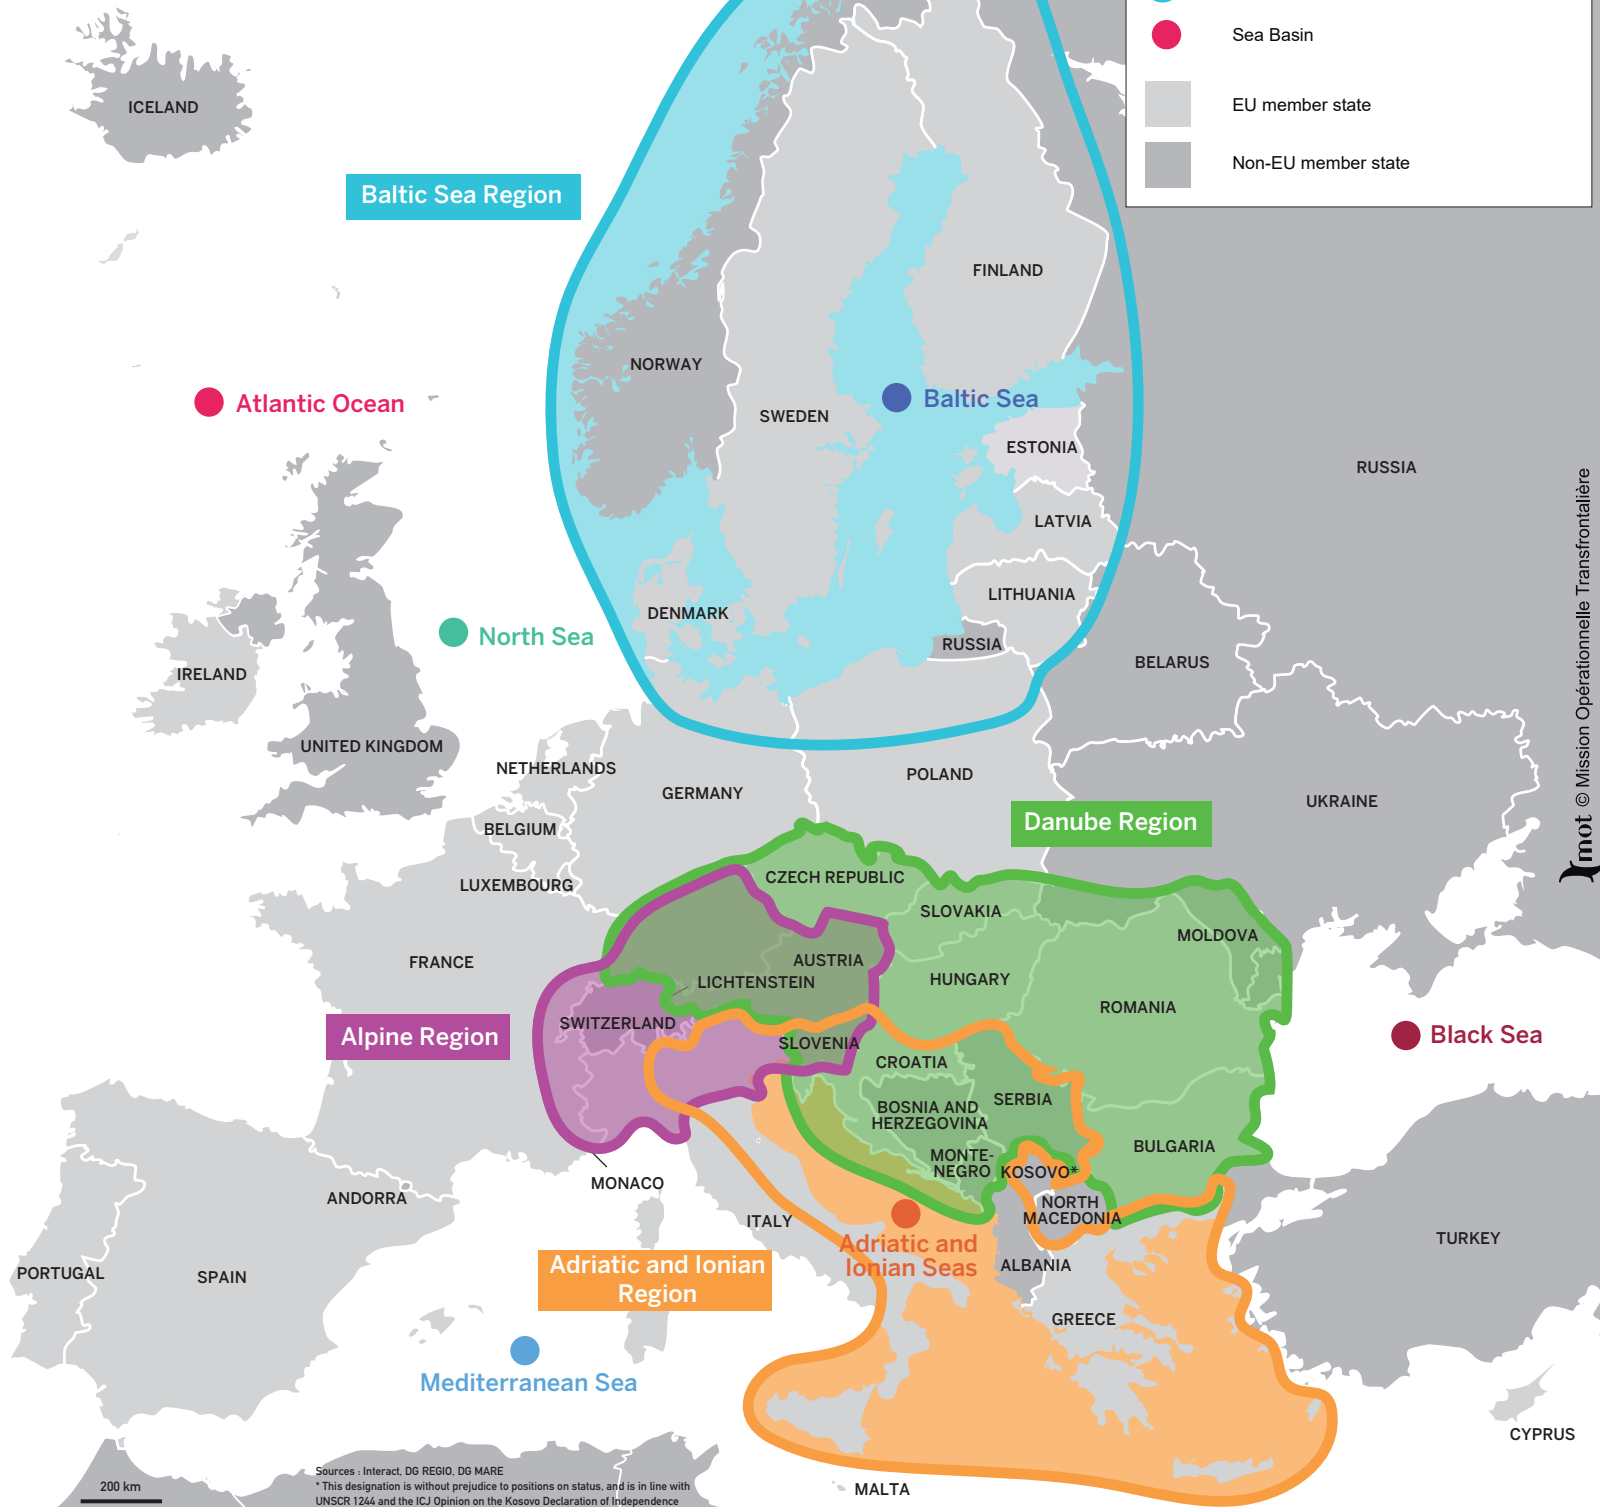 Sea Basin
EU member state
Non-EU member state
ICELAND
Baltic Sea Region
FINLAND
NORWAY
Atlantic Ocean
Baltic Sea
SWEDEN
ESTONIA
RUSSIA
LATVIA
LITHUANIA
DENMARK
North Sea
RUSSIA
BELARUS
IRELAND
UNITED KINGDOM
NETHERLANDS
POLAND
GERMANY
UKRAINE
Danube Region
BELGIUM
CZECH REPUBLIC
LUXEMBOURG
SLOVAKIA
MOLDOVA
FRANCE
AUSTRIA
LICHTENSTEIN
HUNGARY
ROMANIA
SWITZERLAND
Alpine Region
Black Sea
SLOVENIA
CROATIA
SERBIA
BOSNIA AND
HERZEGOVINA
BULGARIA
MONTE-
NEGRO
KOSOVO*
MONACO
ANDORRA
NORTH
MACEDONIA
ITALY
TURKEY
Adriatic and
Ionian Seas
ALBANIA
Adriatic and Ionian
Region
PORTUGAL
SPAIN
GREECE
Mediterranean Sea
CYPRUS
MALTA
200 km
Sources : Interact, DG REGIO, DG MARE
* This designation is without prejudice to positions on status, and is in line with
UNSCR 1244 and the ICJ Opinion on the Kosovo Declaration of Independence
mot © Mission Opérationnelle Transfrontalière